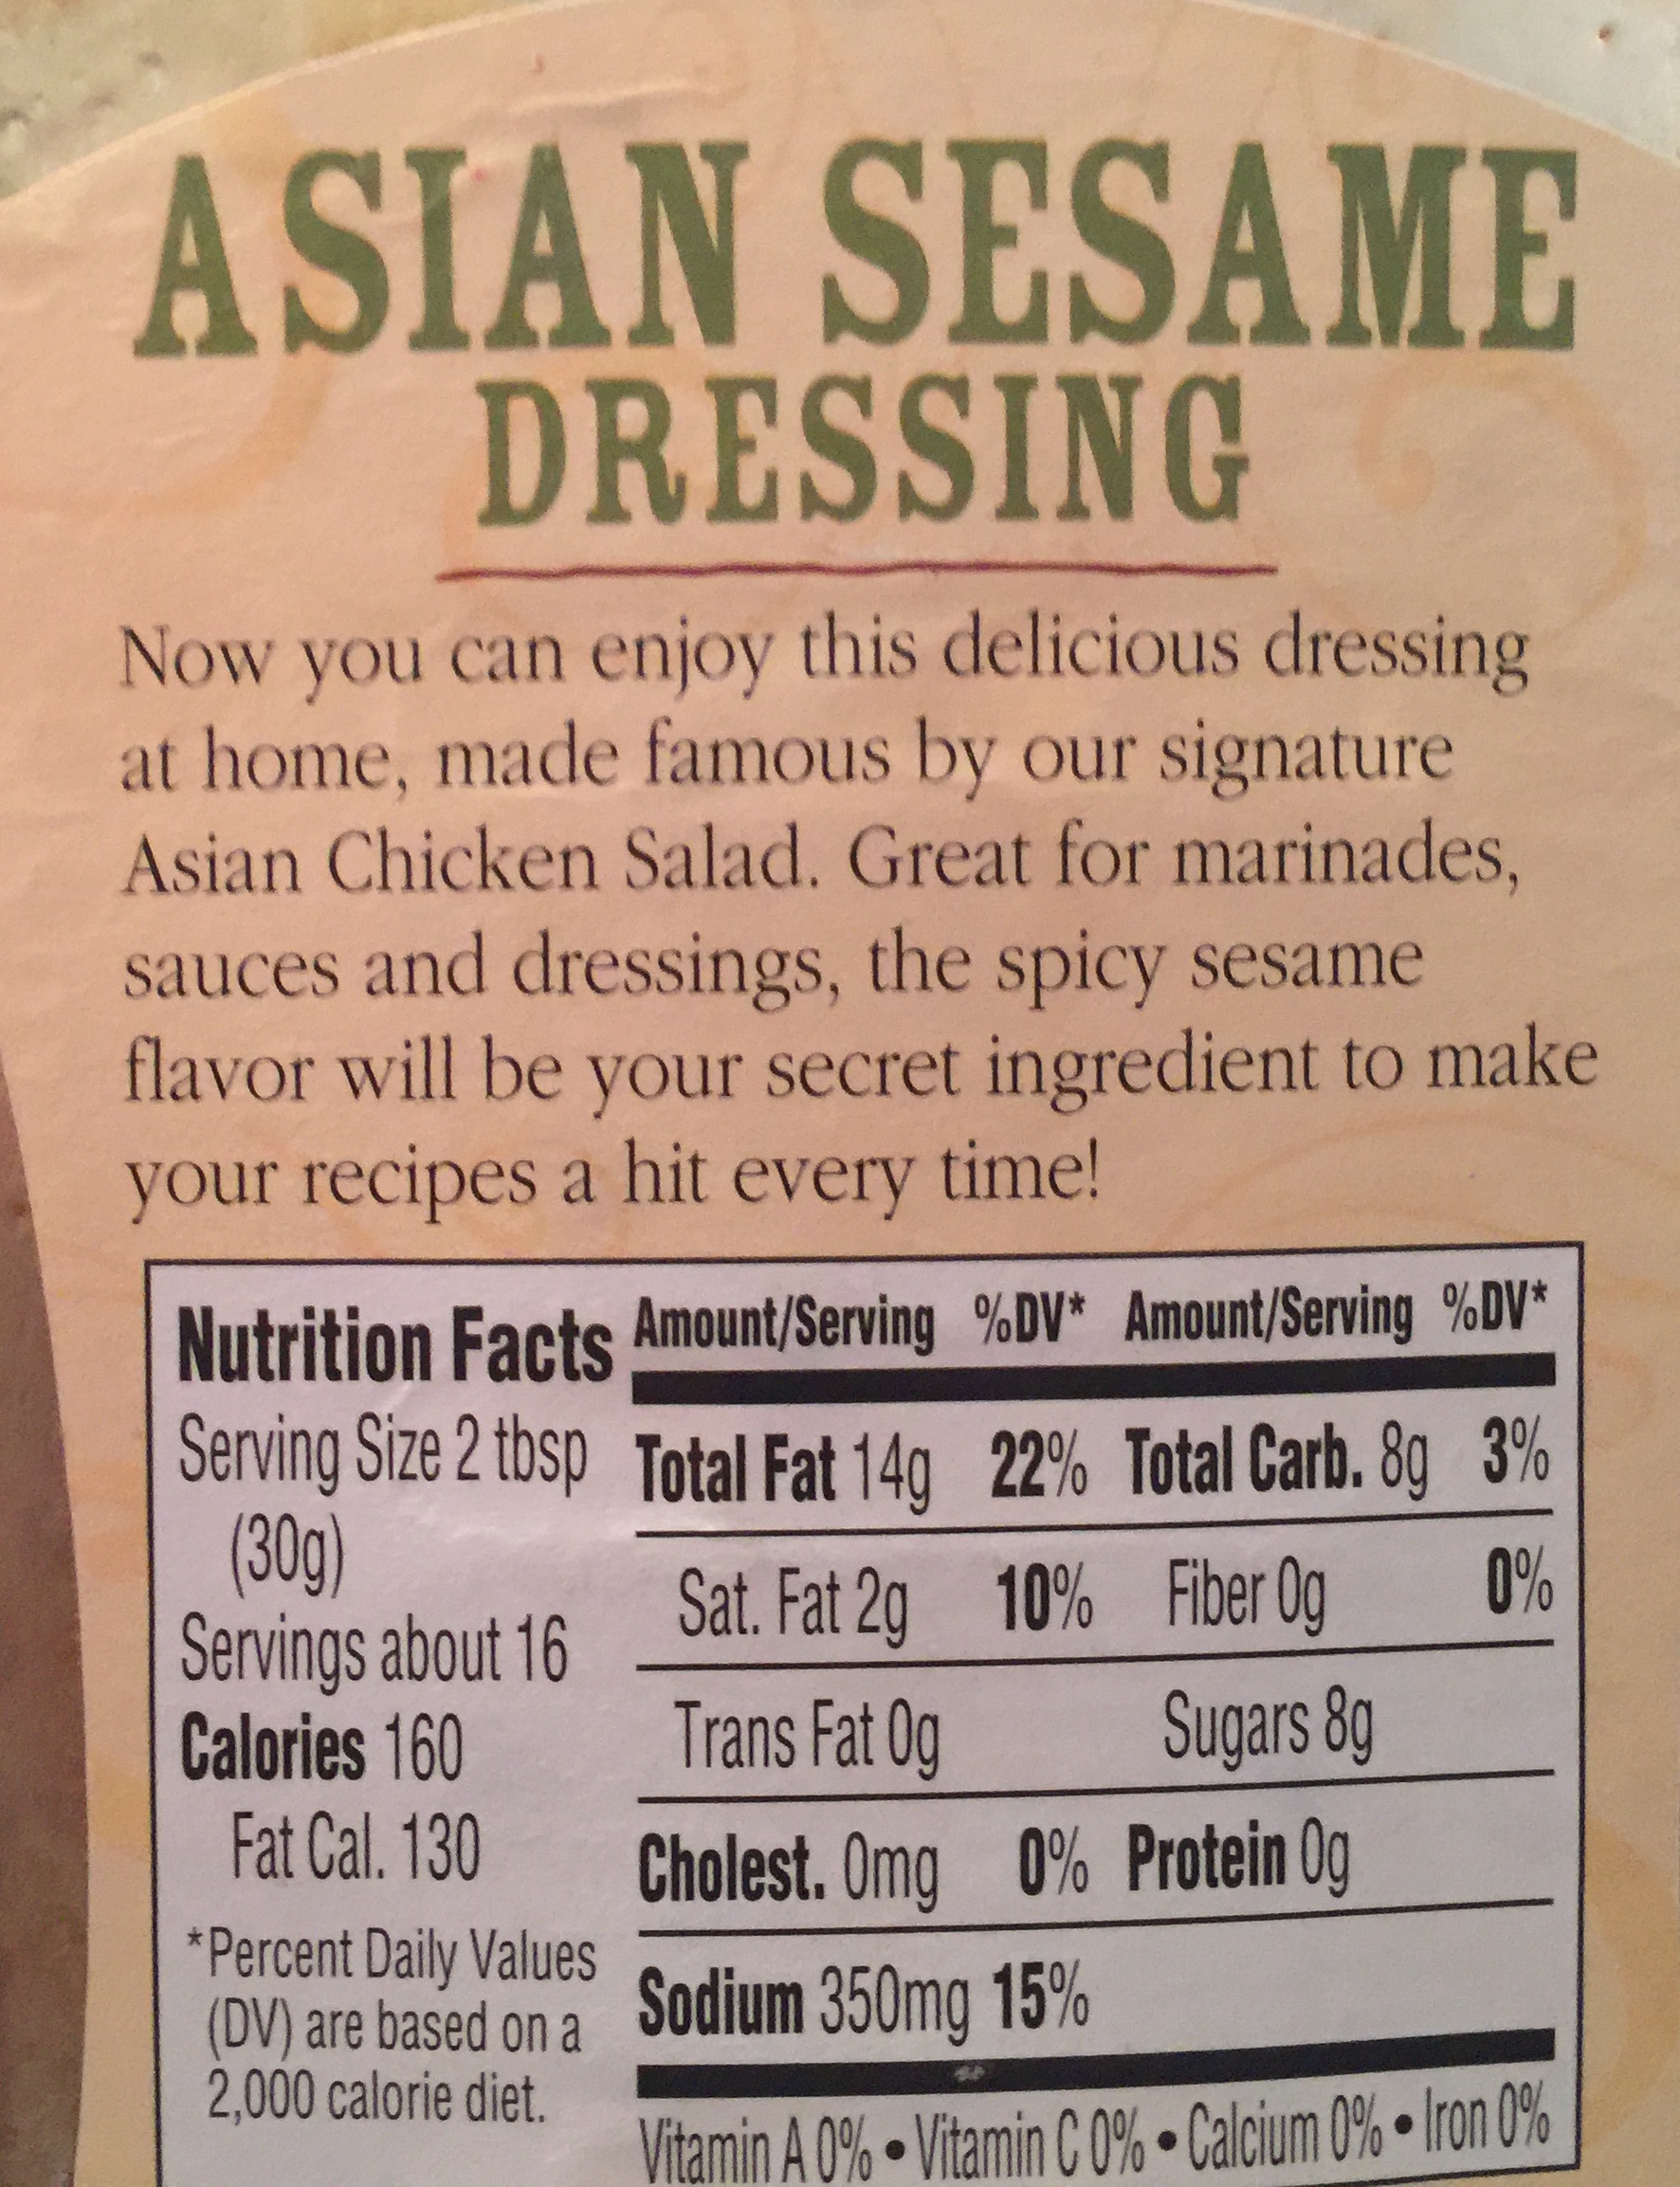 ASIAN SESAME
DRESSING
Now you can enjoy this delicious dressing
at home, made famous by our signature
Asian Chicken Salad. Great for marinades,
sauces and dressings, the spicy sesame
flavor will be your secret ingredient to make
your recipes a hit every time!
Nutrition Facts
Serving Size 2 tbsp
(30g)
Servings about 16
Calories 160
Fat Cal. 130
*Percent Daily Values
(DV) are based on a
2,000 calorie diet.
Amount/Serving %DV* Amount/Serving %DV*
Total Fat 14g 22% Total Carb. 8g 3%
Sat. Fat 2g 10% Fiber 0g 0%
Trans Fat 0g Sugars 8g
Cholest. 0mg 0% Protein 0g
Sodium 350mg 15%
Vitamin A 0% • Vitamin C 0% • Calcium 0% • Iron 0%